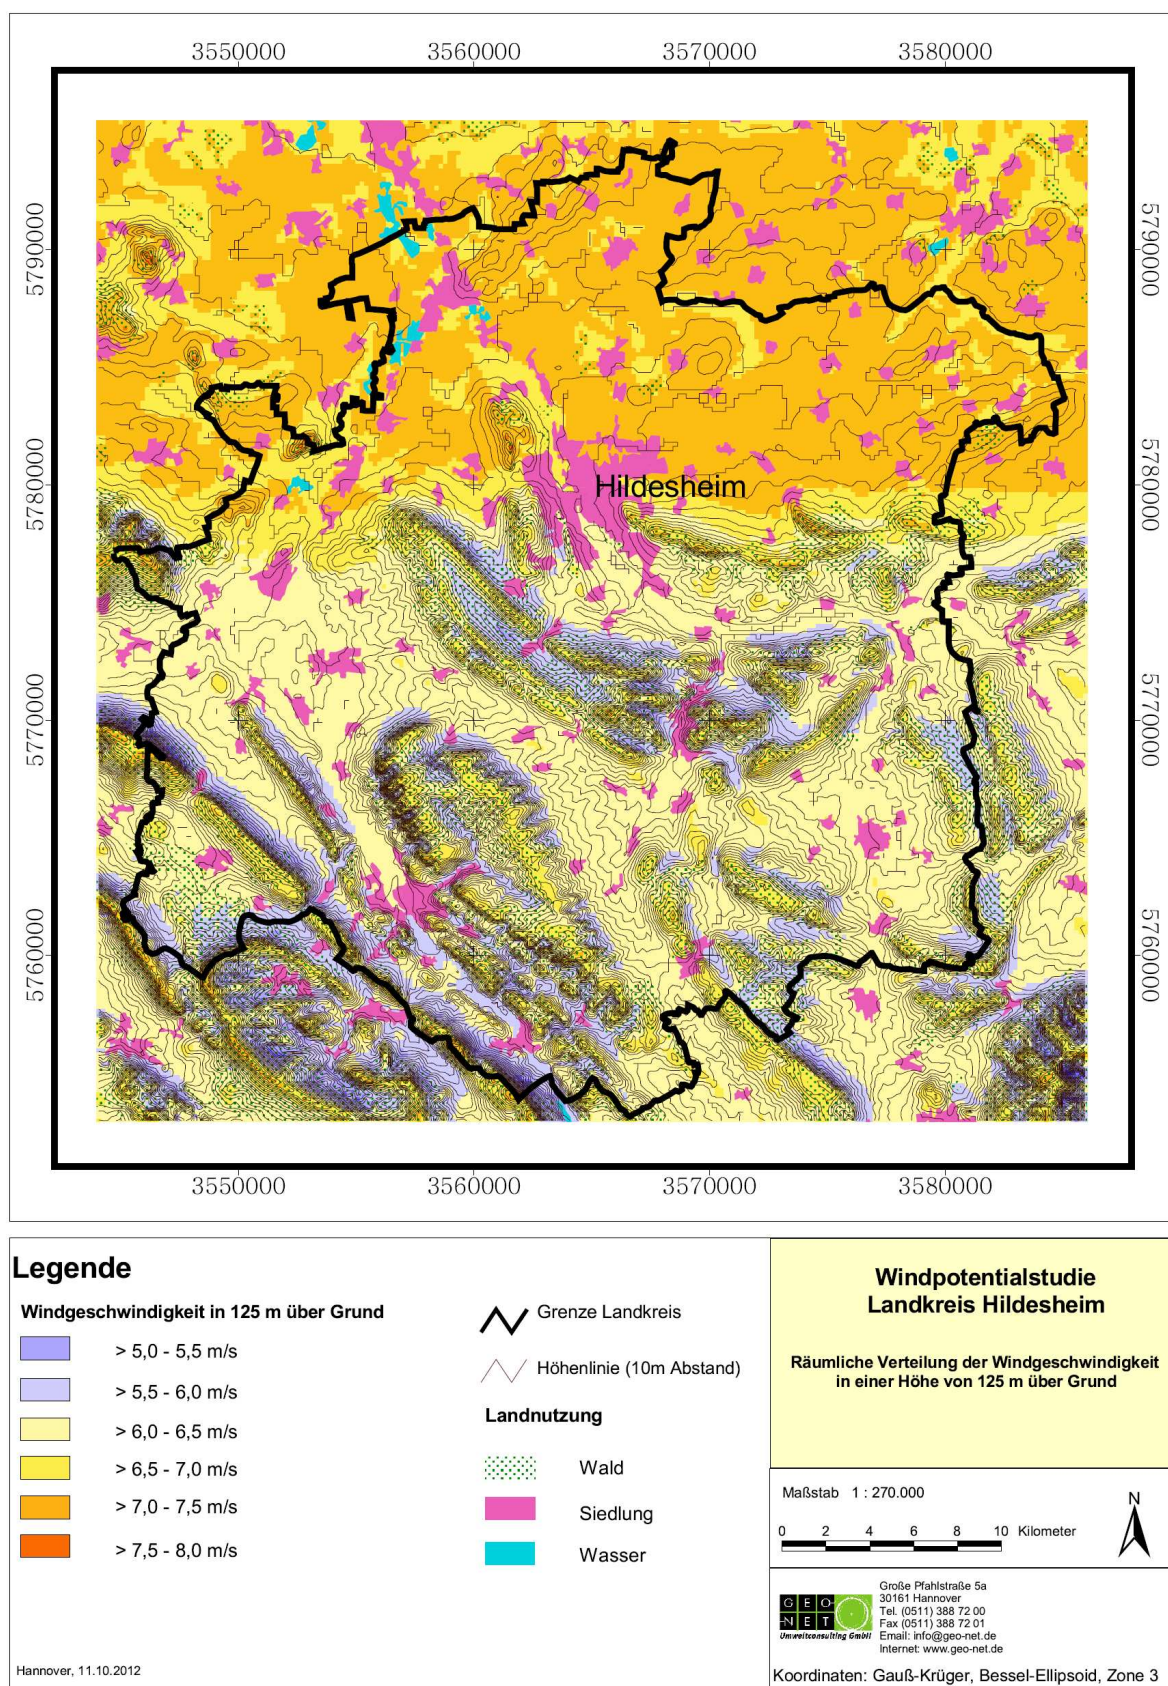 3550000 3560000 3570000 3580000
5790000 5790000
5780000 5780000
Hildesheim
5770000 5770000
5760000 5760000
3550000 3560000 3570000 3580000
Legende
Windgeschwindigkeit in 125 m über Grund
> 5,0 - 5,5 m/s
> 5,5 - 6,0 m/s
> 6,0 - 6,5 m/s
> 6,5 - 7,0 m/s
> 7,0 - 7,5 m/s
> 7,5 - 8,0 m/s
Hannover, 11.10.2012
Grenze Landkreis
Höhenlinie (10m Abstand)
Landnutzung
Wald
Siedlung
Wasser
Windpotentialstudie
Landkreis Hildesheim
Räumliche Verteilung der Windgeschwindigkeit
in einer Höhe von 125 m über Grund
Maßstab 1 : 270.000
0 2 4 6 8 10 Kilometer
N
GEO
NET
Umweltconsulting GmbH
Große Pfahlstraße 5a
30161 Hannover
Tel. (0511) 388 72 00
Fax (0511) 388 72 01
Email: info@geo-net.de
Internet: www.geo-net.de
Koordinaten: Gauß-Krüger, Bessel-Ellipsoid, Zone 3